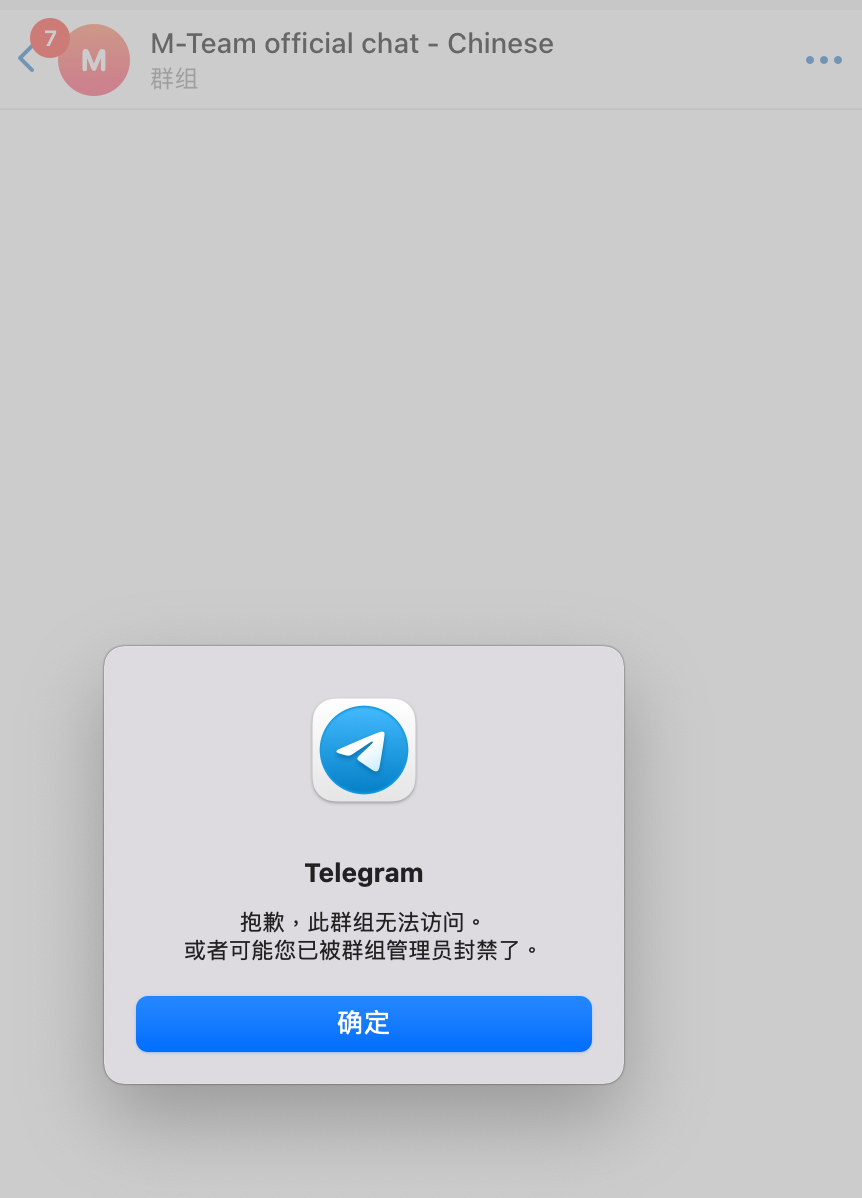 7
M
M-Team official chat - Chinese
群组
Telegram
抱歉，此群组无法访问。
或者可能您已被群组管理员封禁了。
确定